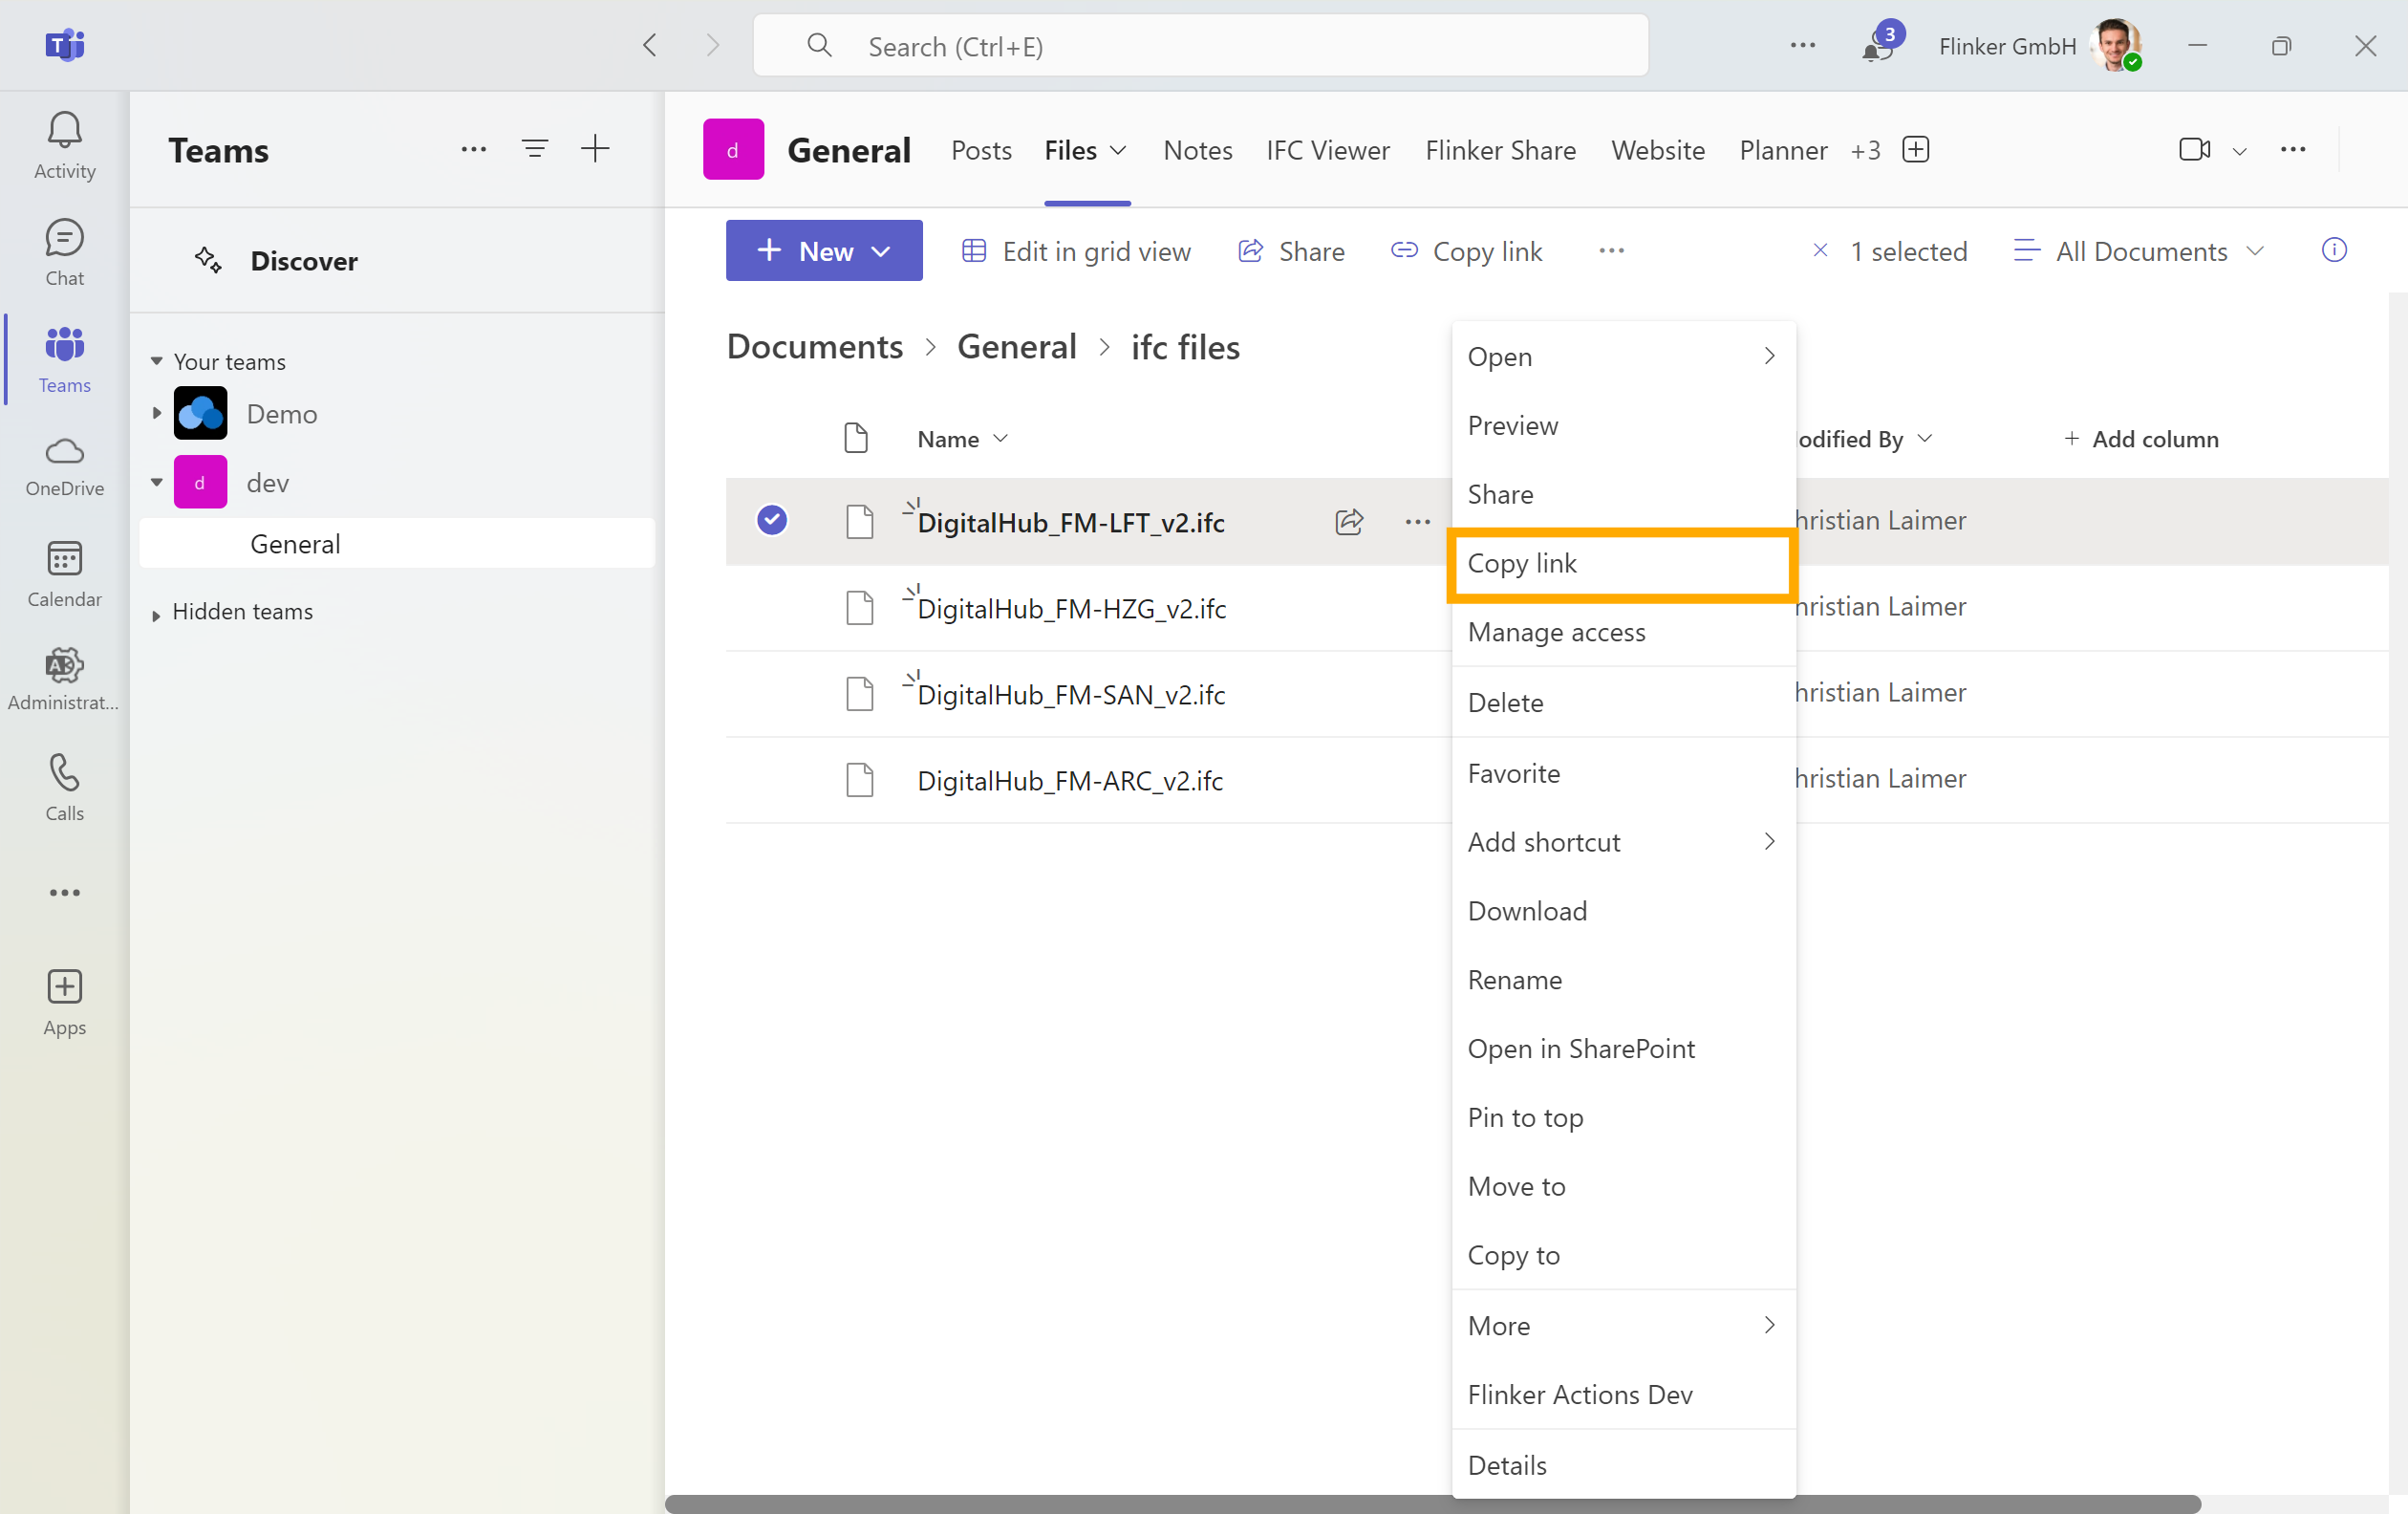 T
Search (Ctrl+E)
3
Flinker GmbH
Activity
Chat
Teams
OneDrive
Calendar
Administrat...
Calls
Apps
Teams
Discover
Your teams
Demo
d
dev
General
Hidden teams
d
General
Posts
Files
Notes
IFC Viewer
Flinker Share
Website
Planner
+3
New
Edit in grid view
Share
Copy link
1 selected
All Documents
Documents > General > ifc files
Name
odified By
+ Add column
DigitalHub_FM-LFT_v2.ifc
hristian Laimer
DigitalHub_FM-HZG_v2.ifc
hristian Laimer
DigitalHub_FM-SAN_v2.ifc
hristian Laimer
DigitalHub_FM-ARC_v2.ifc
hristian Laimer
Open
Preview
Share
Copy link
Manage access
Delete
Favorite
Add shortcut
Download
Rename
Open in SharePoint
Pin to top
Move to
Copy to
More
Flinker Actions Dev
Details